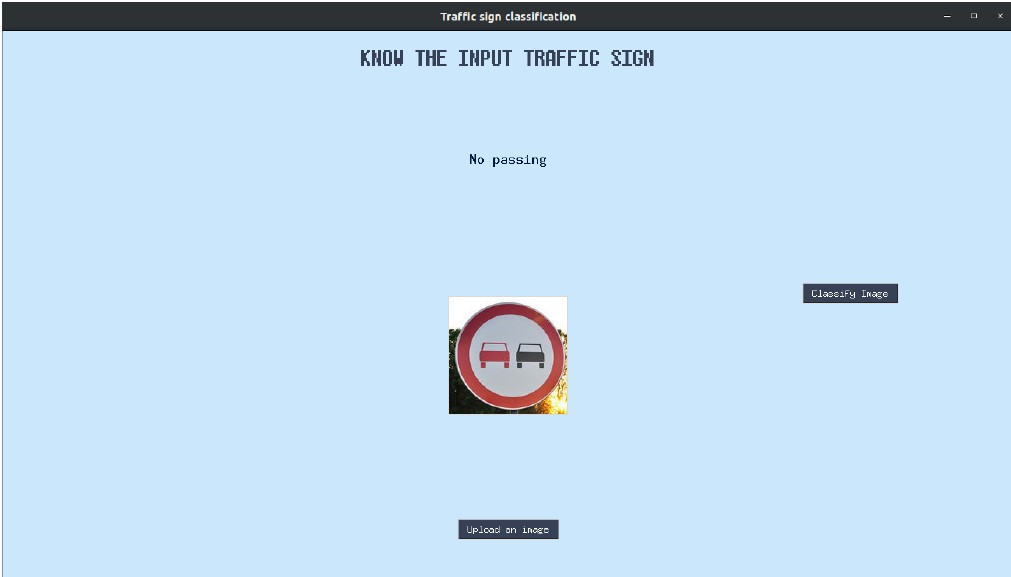 Traffic sign classification
KNOW THE INPUT TRAFFIC SIGN
No passing
Classify Image
Upload an image